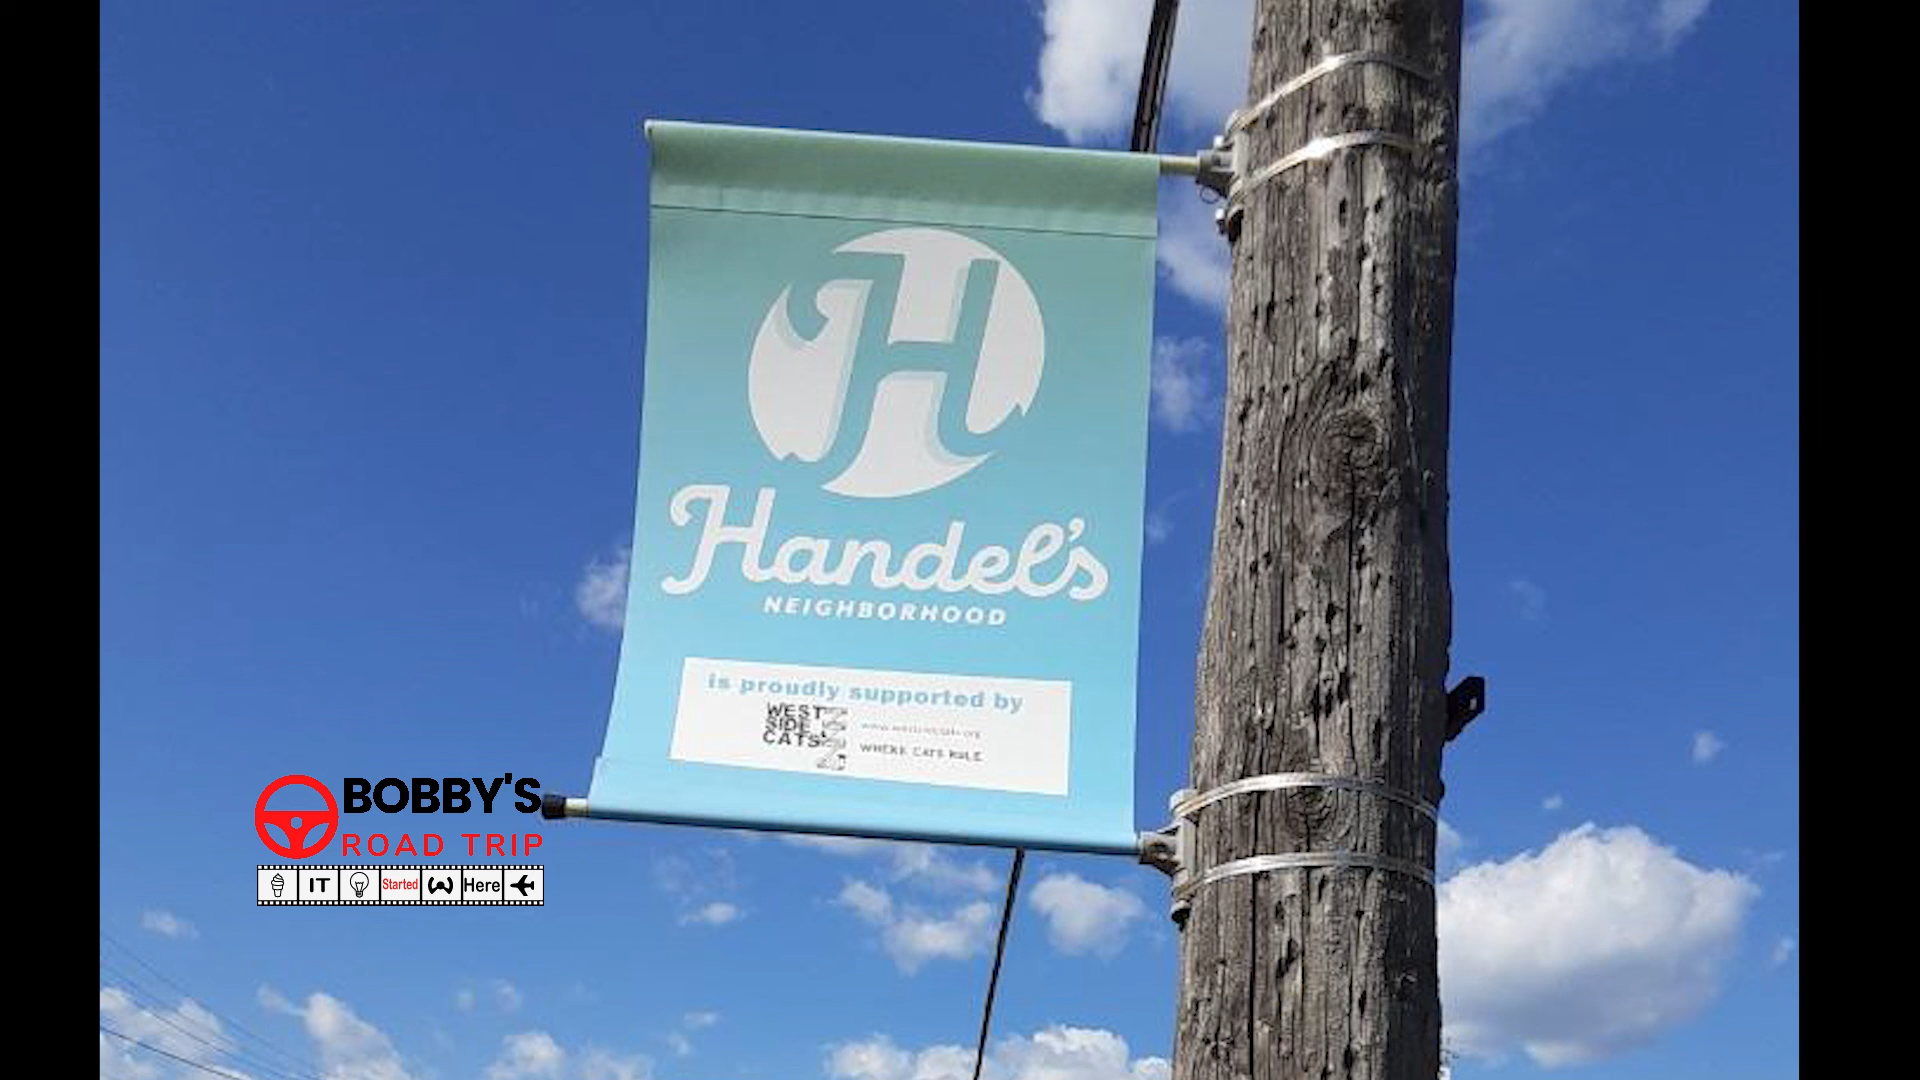 H
Handel's
NEIGHBORHOOD
is proudly supported by
WEST
SIDE
CATS
WHERE CATS RULE
BOBBY'S
ROAD TRIP
IT Started Here